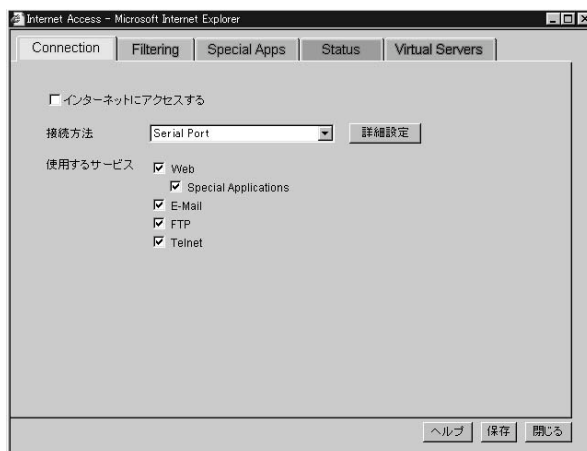 Internet Access - Microsoft Internet Explorer
Connection Filtering Special Apps Status Virtual Servers
インターネットにアクセスする
接続方法 Serial Port 詳細設定
使用するサービス Web
Special Applications
E-Mail
FTP
Telnet
ヘルプ 保存 閉じる